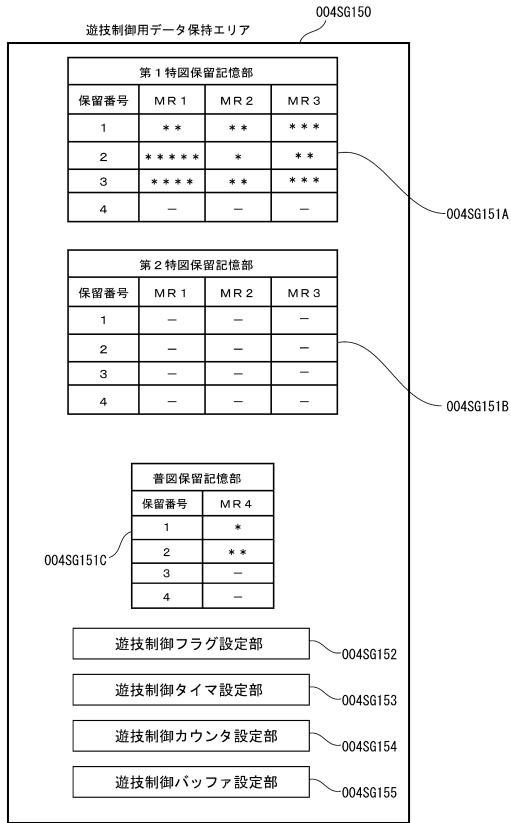 004SG150
遊技制御用データ保持エリア
第1特図保留記憶部
保留番号 MR1 MR2 MR3
1 ** ** ***
2 ***** * **
3 **** ** ***
4 − − −
004SG151A
第2特図保留記憶部
保留番号 MR1 MR2 MR3
1 − − −
2 − − −
3 − − −
4 − − −
004SG151B
普図保留記憶部
保留番号 MR4
1 *
2 **
3 −
4 −
004SG151C
遊技制御フラグ設定部
004SG152
遊技制御タイマ設定部
004SG153
遊技制御カウンタ設定部
004SG154
遊技制御バッファ設定部
004SG155